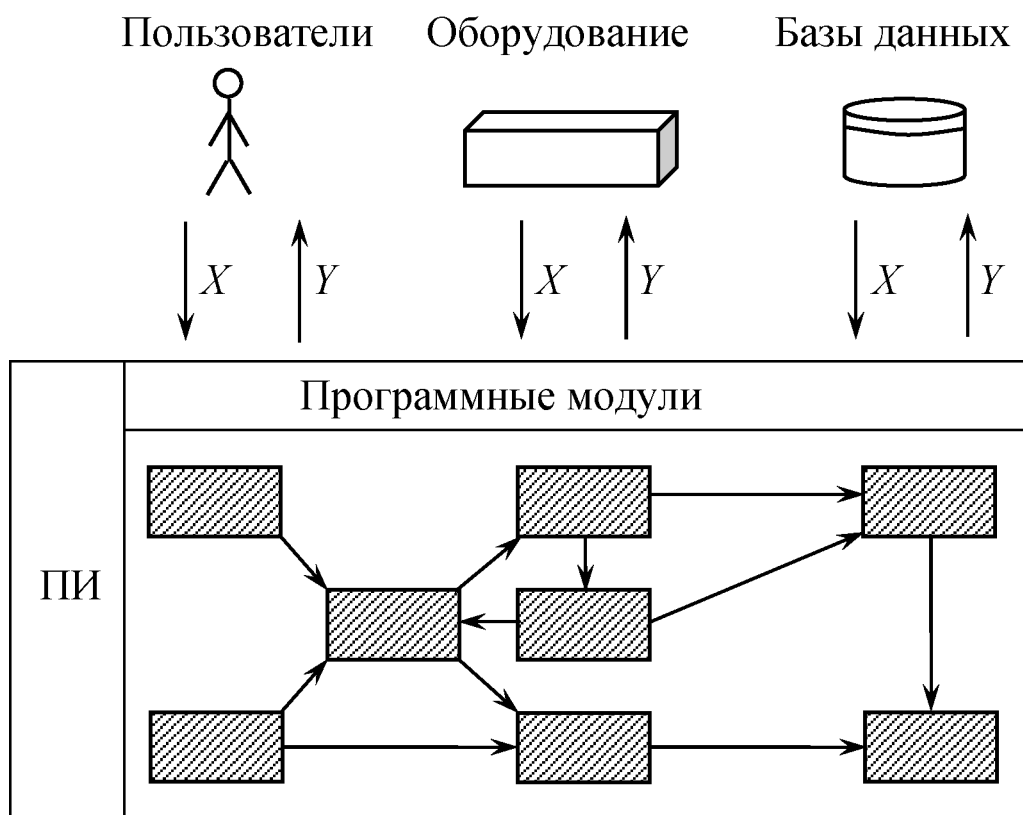 Пользователи Оборудование Базы данных
X Y X Y X Y
Программные модули
ПИ